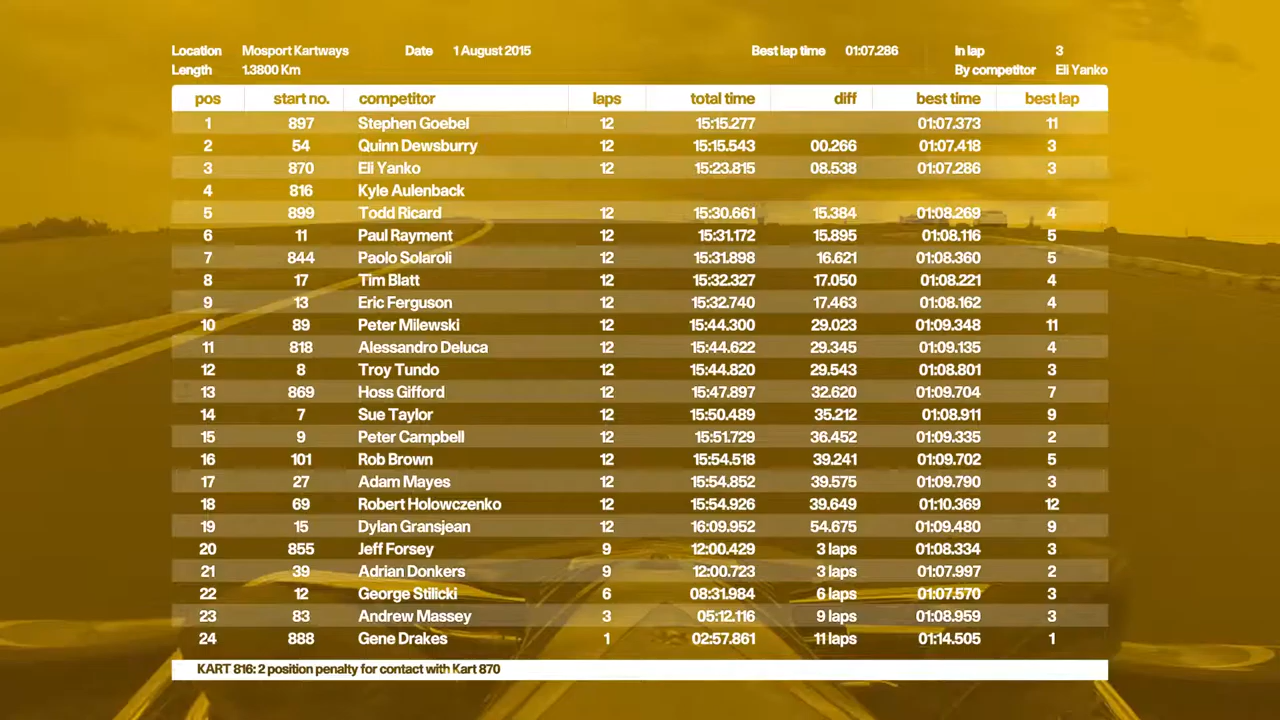 Location Mosport Kartways Date 1 August 2015 Best lap time 01:07.286 In lap 3
Length 1.3800 Km By competitor Eli Yanko
pos start no. competitor laps total time diff best time best lap
1 897 Stephen Goebel 12 15:15.277 01:07.373 11
2 54 Quinn Dewsburry 12 15:15.543 00.266 01:07.418 3
3 870 Eli Yanko 12 15:23.815 08.538 01:07.286 3
4 816 Kyle Aulenback
5 899 Todd Ricard 12 15:30.661 15.384 01:08.269 4
6 11 Paul Rayment 12 15:31.172 15.895 01:08.116 5
7 844 Paolo Solaroli 12 15:31.898 16.621 01:08.360 5
8 17 Tim Blatt 12 15:32.327 17.050 01:08.221 4
9 13 Eric Ferguson 12 15:32.740 17.463 01:08.162 4
10 89 Peter Milewski 12 15:44.300 29.023 01:09.348 11
11 818 Alessandro Deluca 12 15:44.622 29.345 01:09.135 4
12 8 Troy Tundo 12 15:44.820 29.543 01:08.801 3
13 869 Hoss Gifford 12 15:47.897 32.620 01:09.704 7
14 7 Sue Taylor 12 15:50.489 35.212 01:08.911 9
15 9 Peter Campbell 12 15:51.729 36.452 01:09.335 2
16 101 Rob Brown 12 15:54.518 39.241 01:09.702 5
17 27 Adam Mayes 12 15:54.852 39.575 01:09.790 3
18 69 Robert Holowczenko 12 15:54.926 39.649 01:10.369 12
19 15 Dylan Gransjean 12 16:09.952 54.675 01:09.480 9
20 855 Jeff Forsey 9 12:00.429 3 laps 01:08.334 3
21 39 Adrian Donkers 9 12:00.723 3 laps 01:07.997 2
22 12 George Stilicki 6 08:31.984 6 laps 01:07.570 3
23 83 Andrew Massey 3 05:12.116 9 laps 01:08.959 3
24 888 Gene Drakes 1 02:57.861 11 laps 01:14.505 1
KART 816: 2 position penalty for contact with Kart 870